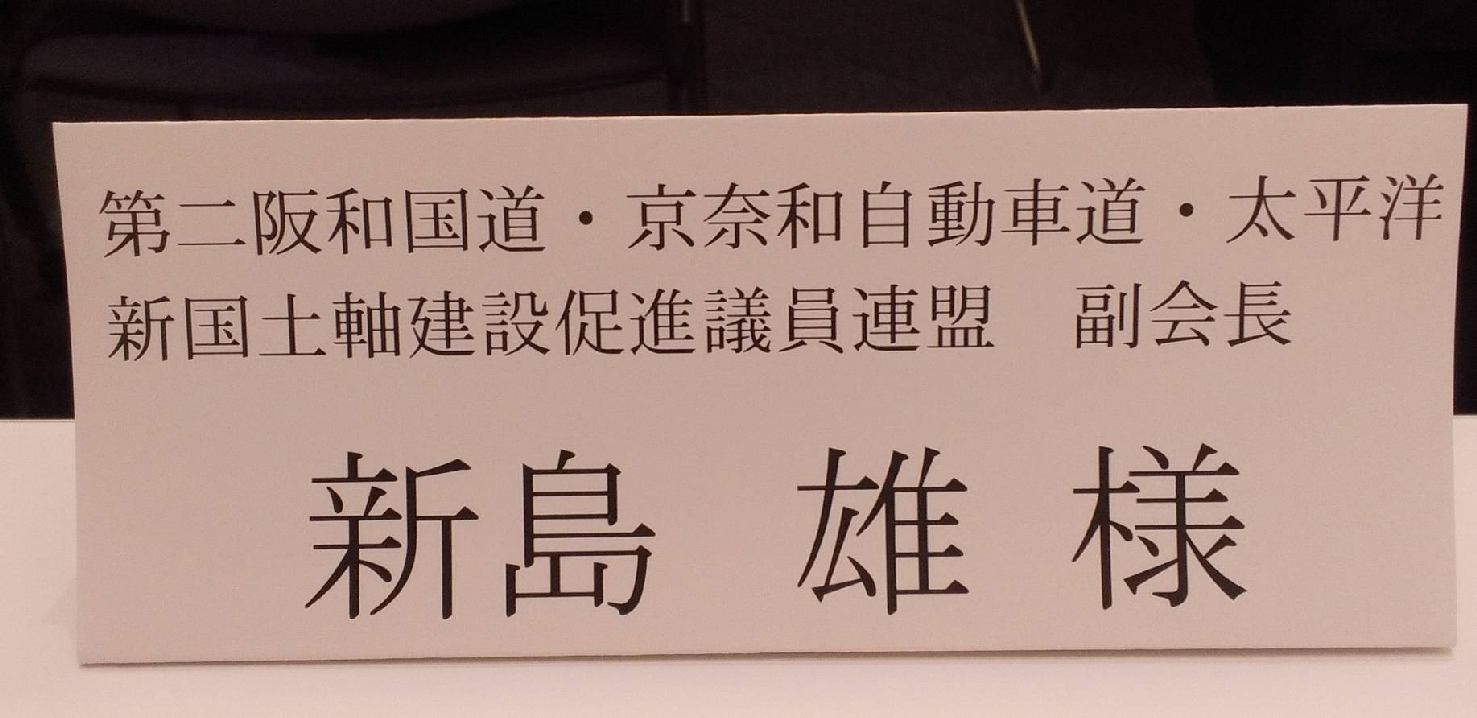 第二阪和国道・京奈和自動車道・太平洋
新国土軸建設促進議員連盟　副会長
新島　雄 様